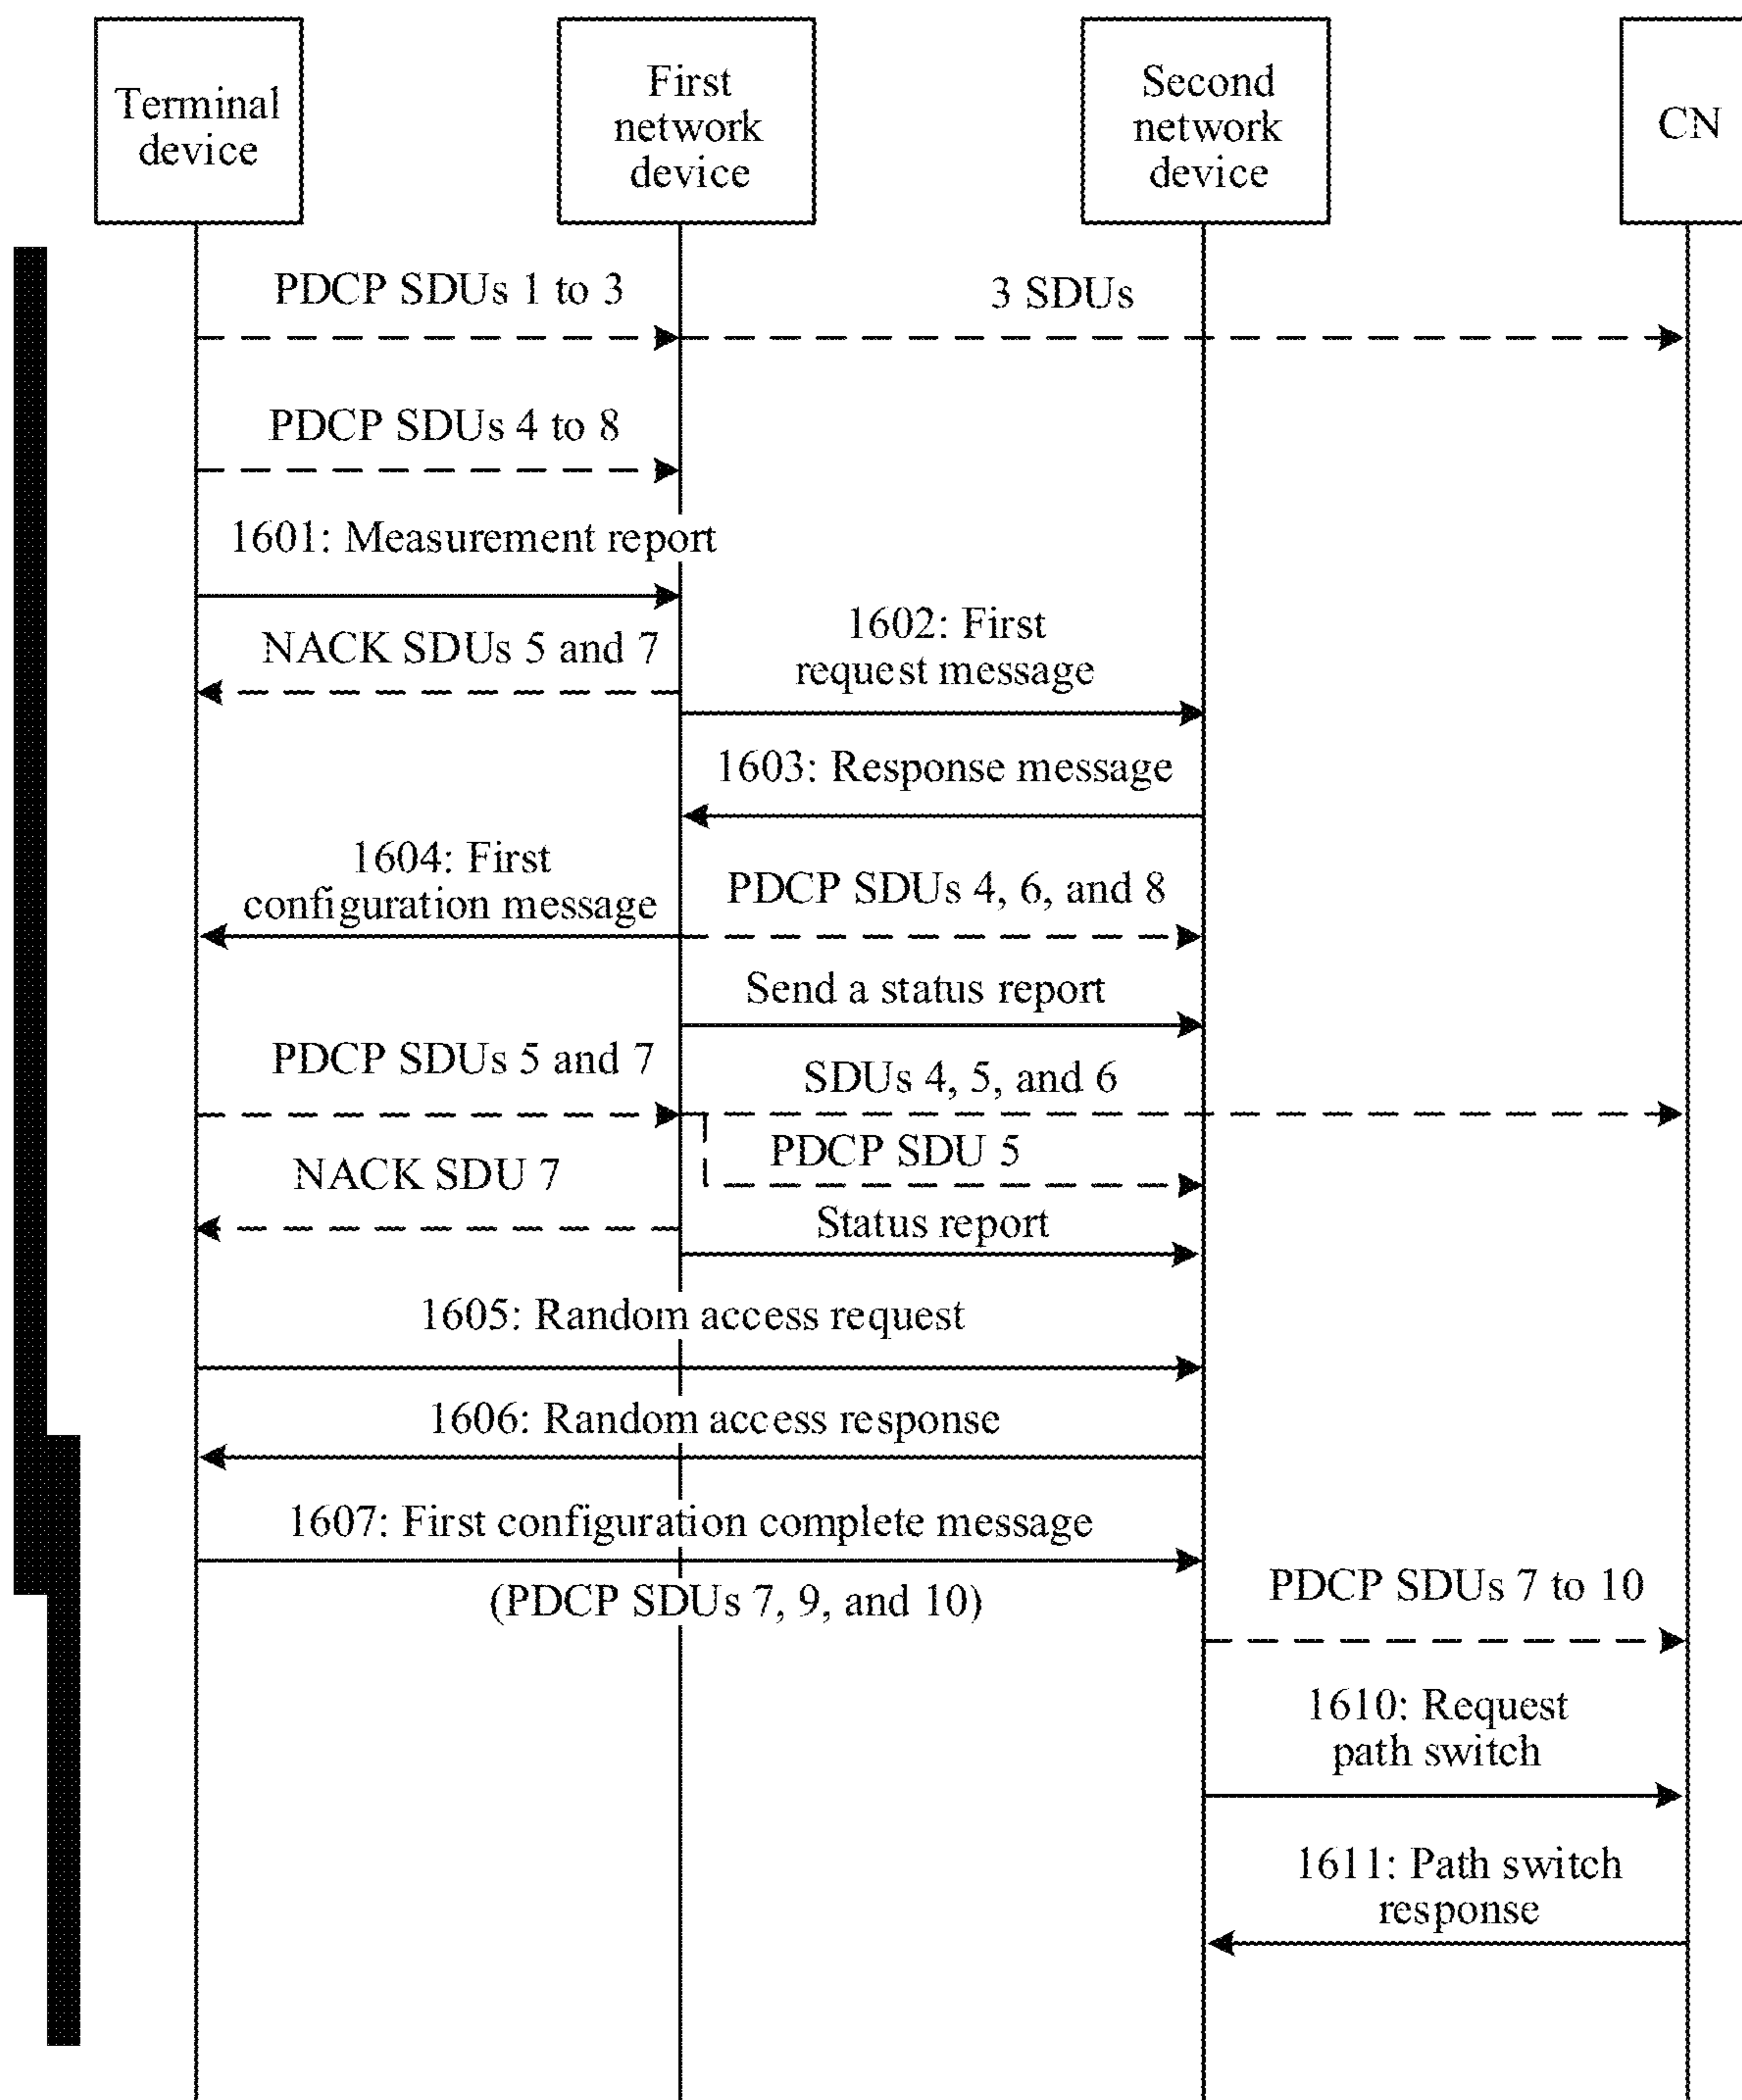 Terminal
device
First
network
device
Second
network
device
CN
PDCP SDUs 1 to 3
3 SDUs
PDCP SDUs 4 to 8
1601: Measurement report
NACK SDUs 5 and 7
1602: First
request message
1603: Response message
1604: First
configuration message
PDCP SDUs 4, 6, and 8
Send a status report
PDCP SDUs 5 and 7
SDUs 4, 5, and 6
PDCP SDU 5
NACK SDU 7
Status report
1605: Random access request
1606: Random access response
1607: First configuration complete message
(PDCP SDUs 7, 9, and 10)
PDCP SDUs 7 to 10
1610: Request
path switch
1611: Path switch
response